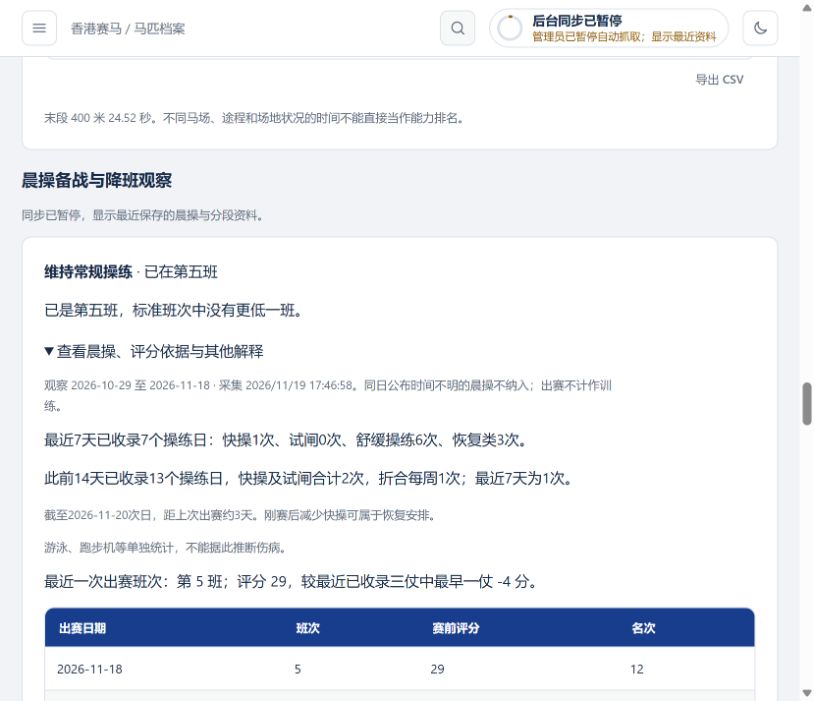 香港赛马 / 马匹档案
后台同步已暂停
管理员已暂停自动抓取；显示最近资料
导出 CSV
末段 400 米 24.52 秒。不同马场、途程和场地状况的时间不能直接当作能力排名。
晨操备战与降班观察
同步已暂停，显示最近保存的晨操与分段资料。
维持常规操练 · 已在第五班
已是第五班，标准班次中没有更低一班。
▼查看晨操、评分依据与其他解释
观察 2026-10-29 至 2026-11-18 · 采集 2026/11/19 17:46:58。同日公布时间不明的晨操不纳入；出赛不计作训
练。
最近7天已收录7个操练日：快操1次、试闸0次、舒缓操练6次、恢复类3次。
此前14天已收录13个操练日，快操及试闸合计2次，折合每周1次；最近7天为1次。
截至2026-11-20次日，距上次出赛约3天。刚赛后减少快操可属于恢复安排。
游泳、跑步机等单独统计，不能据此推断伤病。
最近一次出赛班次：第 5 班；评分 29，较最近已收录三仗中最早一仗 -4 分。
出赛日期 班次 赛前评分 名次
2026-11-18 5 29 12